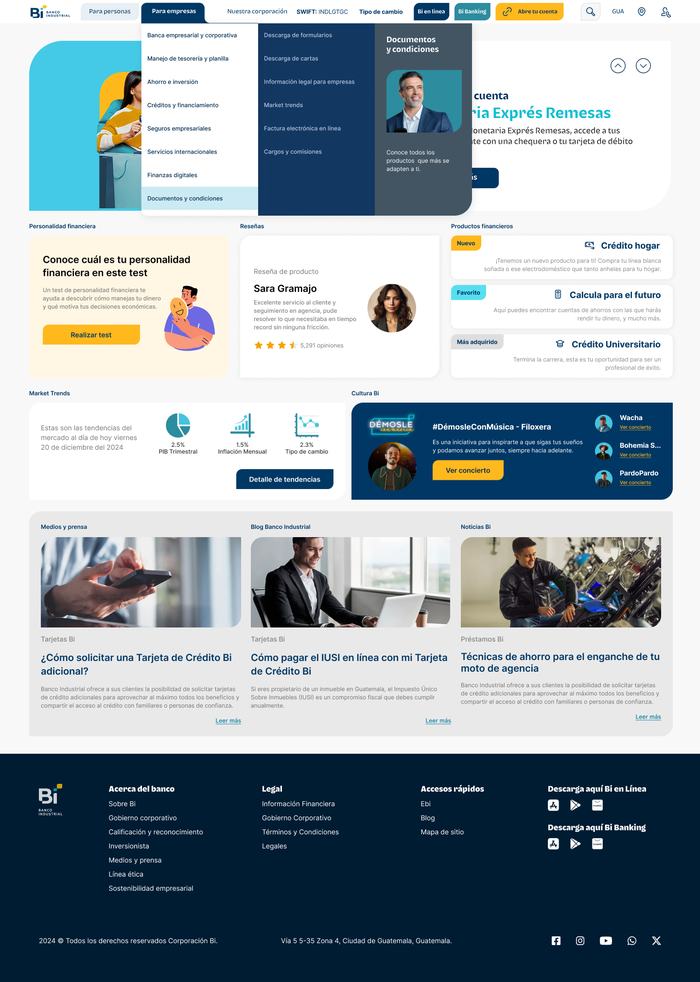 Bi BANCO INDUSTRIAL
Para personas
Para empresas
Nuestra corporación
SWIFT: INDLGTGC
Tipo de cambio
Bi en línea
Bi Banking
Abre tu cuenta
GUA
Banca empresarial y corporativa
Manejo de tesorería y planilla
Ahorro e inversión
Créditos y financiamiento
Seguros empresariales
Servicios internacionales
Finanzas digitales
Documentos y condiciones
Descarga de formularios
Descarga de cartas
Información legal para empresas
Market trends
Factura electrónica en línea
Cargos y comisiones
Documentos
y condiciones
Conoce todos los
productos que más se
adapten a ti.
cuenta
ria Exprés Remesas
onetaria Exprés Remesas, accede a tus
te con una chequera o tu tarjeta de débito
ás
Personalidad financiera
Conoce cuál es tu personalidad
financiera en este test
Un test de personalidad financiera te
ayuda a descubrir cómo manejas tu dinero
y qué motiva tus decisiones económicas.
Realizar test
Reseñas
Reseña de producto
Sara Gramajo
Excelente servicio al cliente y
seguimiento en agencia, pude
resolver lo que necesitaba en tiempo
record sin ninguna fricción.
5,291 opiniones
Productos financieros
Nuevo
Crédito hogar
¡Tenemos un nuevo producto para ti! Compra tu línea blanca
soñada o ese electrodoméstico que tanto anhelas para tu hogar.
Favorito
Calcula para el futuro
Aquí puedes encontrar cuentas de ahorros con las que harás
rendir tu dinero, y mucho más.
Más adquirido
Crédito Universitario
Termina la carrera, esta es tu oportunidad para ser un
profesional de éxito.
Market Trends
Estas son las tendencias del
mercado al día de hoy viernes
20 de diciembre del 2024
2.5%
PIB Trimestral
1.5%
Inflación Mensual
2.3%
Tipo de cambio
Detalle de tendencias
Cultura Bi
DÉMOSLE
#DémosleConMúsica - Filoxera
Es una iniciativa para inspirarte a que sigas tus sueños
y podamos avanzar juntos, siempre hacia adelante.
Ver concierto
Wacha
Ver concierto
Bohemia S...
Ver concierto
PardoPardo
Ver concierto
Medios y prensa
Tarjetas Bi
¿Cómo solicitar una Tarjeta de Crédito Bi
adicional?
Banco Industrial ofrece a sus clientes la posibilidad de solicitar tarjetas
de crédito adicionales para aprovechar al máximo todos los beneficios y
compartir el acceso al crédito con familiares o personas de confianza.
Leer más
Blog Banco Industrial
Tarjetas Bi
Cómo pagar el IUSI en línea con mi Tarjeta
de Crédito Bi
Si eres propietario de un inmueble en Guatemala, el Impuesto Único
Sobre Inmuebles (IUSI) es un compromiso fiscal que debes cumplir
anualmente.
Leer más
Noticias Bi
Préstamos Bi
Técnicas de ahorro para el enganche de tu
moto de agencia
Banco Industrial ofrece a sus clientes la posibilidad de solicitar tarjetas
de crédito adicionales para aprovechar al máximo todos los beneficios y
compartir el acceso al crédito con familiares o personas de confianza.
Leer más
Bi
BANCO
INDUSTRIAL
Acerca del banco
Sobre Bi
Gobierno corporativo
Calificación y reconocimiento
Inversionista
Medios y prensa
Línea ética
Sostenibilidad empresarial
Legal
Información Financiera
Gobierno Corporativo
Términos y Condiciones
Legales
Accesos rápidos
Ebi
Blog
Mapa de sitio
Descarga aquí Bi en Línea
Descarga aquí Bi Banking
2024 © Todos los derechos reservados Corporación Bi.
Vía 5 5-35 Zona 4, Ciudad de Guatemala, Guatemala.